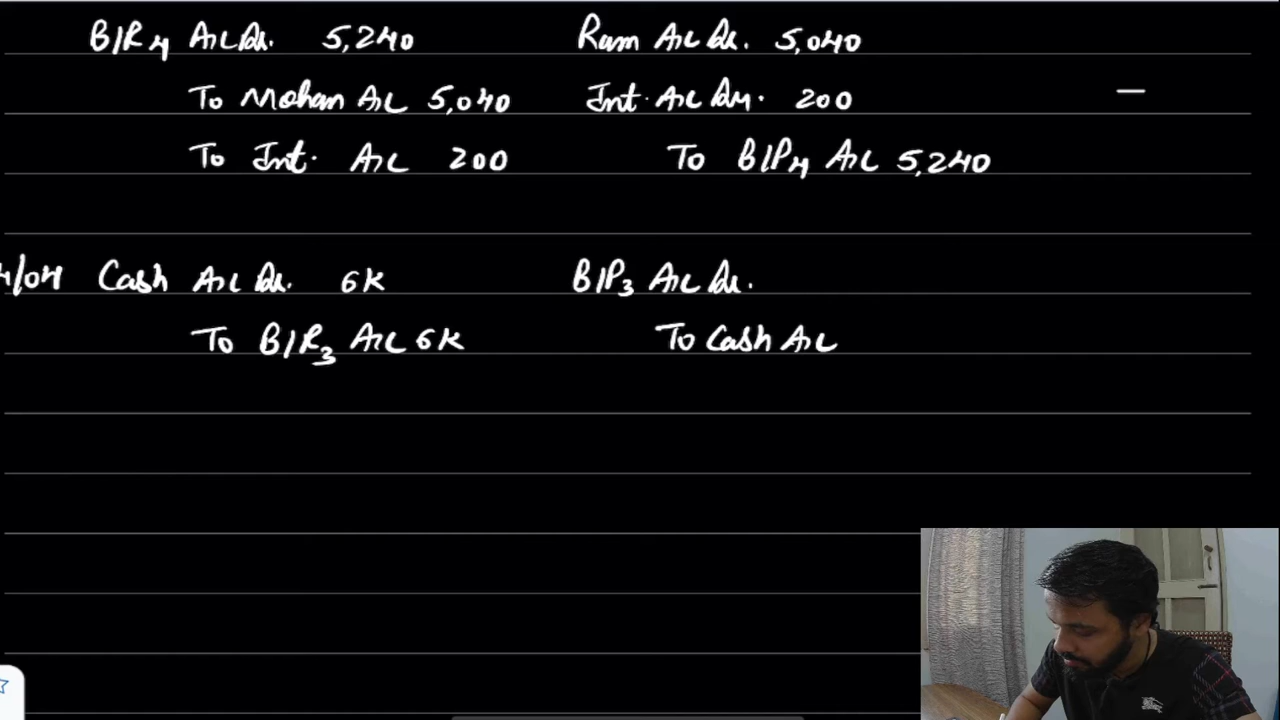 B/R4 A/c Dr. 5,240
To Mohan A/c 5,040
To Int. A/c 200
Ram A/c Dr. 5,040
Int. A/c Dr. 200
To B/P4 A/c 5,240
—
4/04 Cash A/c Dr. 6K
To B/R3 A/c 6K
B/P3 A/c Dr.
To Cash A/c